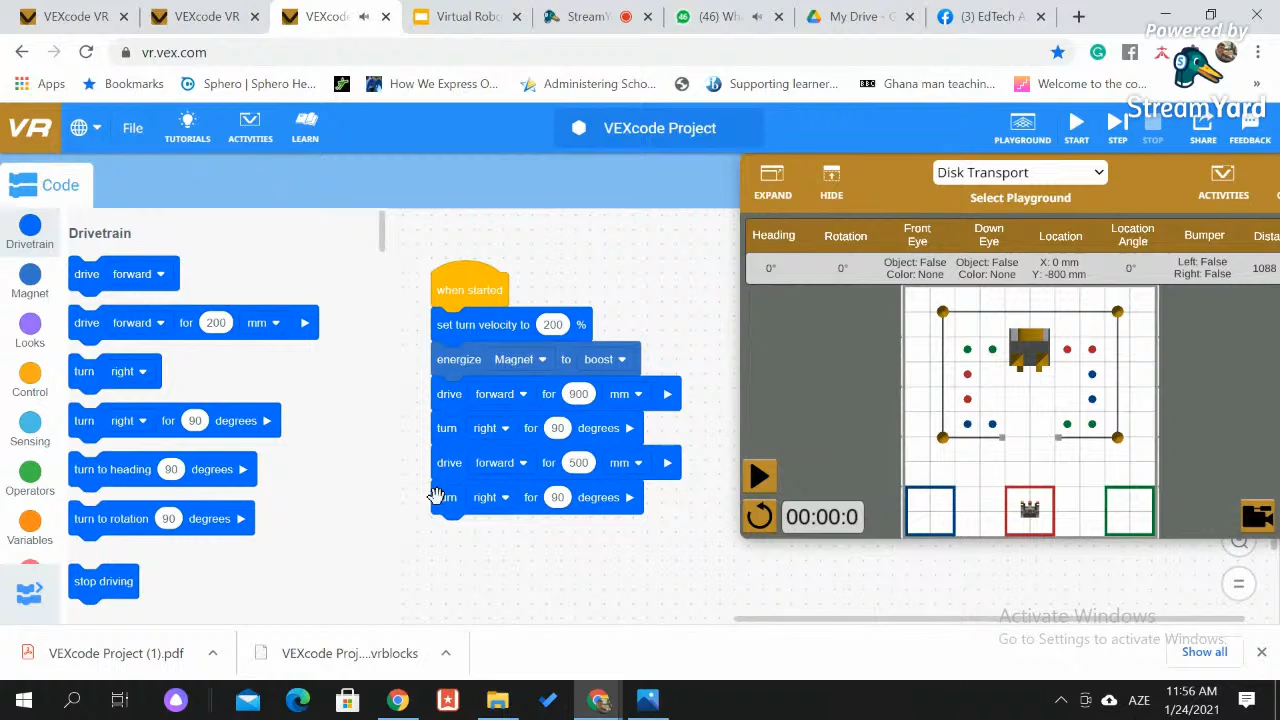 VEXcode VR
VEXcode VR
VEXcod
Virtual Robo
StreamY
(46) Wha
My Drive - G
(3) EdTech A
Powered by
StreamYard
vr.vex.com
Apps
Bookmarks
Sphero | Sphero He...
How We Express O...
Administering Scho...
Supporting learner...
BBC
Ghana man teachin...
Welcome to the co...
»
VR
File
TUTORIALS
ACTIVITIES
LEARN
VEXcode Project
PLAYGROUND
START
STEP
STOP
SHARE
FEEDBACK
Code
Drivetrain
Magnet
Looks
Control
Sensing
Operators
Variables
Drivetrain
drive forward
drive forward for 200 mm
turn right
turn right for 90 degrees
turn to heading 90 degrees
turn to rotation 90 degrees
stop driving
when started
set turn velocity to 200 %
energize Magnet to boost
drive forward for 900 mm
turn right for 90 degrees
drive forward for 500 mm
right for 90 degrees
EXPAND
HIDE
Disk Transport
Select Playground
ACTIVITIES
Heading
Rotation
Front Eye
Down Eye
Location
Location Angle
Bumper
Dista
0°
0°
Object: False
Color: None
Object: False
Color: None
X: 0 mm
Y: -800 mm
0°
Left: False
Right: False
1088
00:00:0
Activate Windows
Go to Settings to activate Windows.
VEXcode Project (1).pdf
VEXcode Proj....vrblocks
Show all
AZE
11:56 AM
1/24/2021